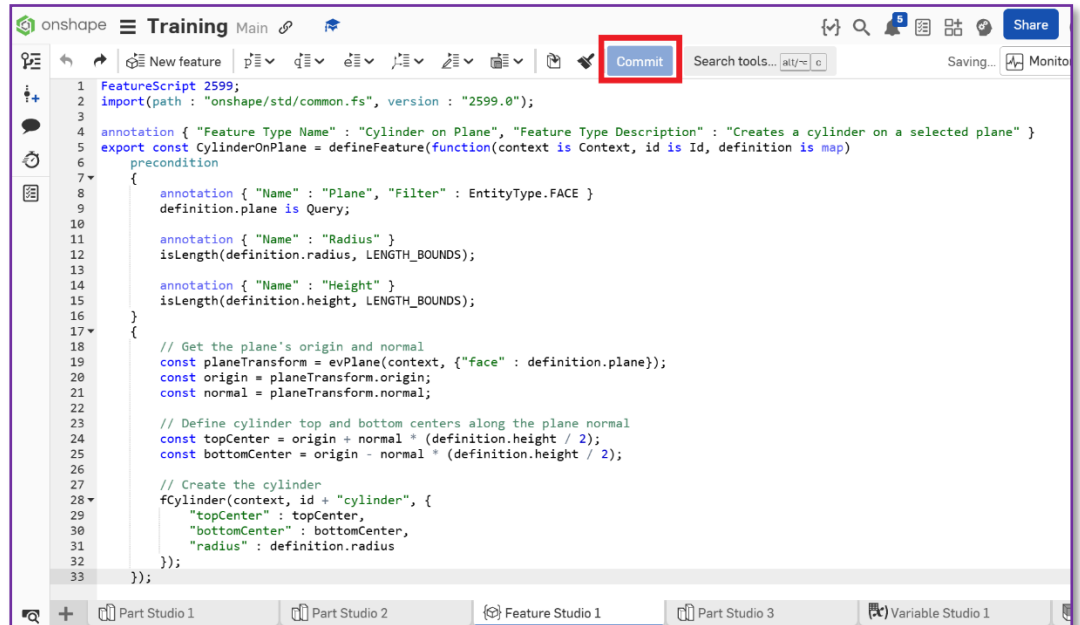 onshape Training Main 5 Share
New feature Commit Search tools... alt/⌥ c Saving... Monitor
1 FeatureScript 2599;
2 import(path : "onshape/std/common.fs", version : "2599.0");
3
4 annotation { "Feature Type Name" : "Cylinder on Plane", "Feature Type Description" : "Creates a cylinder on a selected plane" }
5 export const CylinderOnPlane = defineFeature(function(context is Context, id is Id, definition is map)
6 precondition
7 {
8 annotation { "Name" : "Plane", "Filter" : EntityType.FACE }
9 definition.plane is Query;
10
11 annotation { "Name" : "Radius" }
12 isLength(definition.radius, LENGTH_BOUNDS);
13
14 annotation { "Name" : "Height" }
15 isLength(definition.height, LENGTH_BOUNDS);
16 }
17 {
18 // Get the plane's origin and normal
19 const planeTransform = evPlane(context, {"face" : definition.plane});
20 const origin = planeTransform.origin;
21 const normal = planeTransform.normal;
22
23 // Define cylinder top and bottom centers along the plane normal
24 const topCenter = origin + normal * (definition.height / 2);
25 const bottomCenter = origin - normal * (definition.height / 2);
26
27 // Create the cylinder
28 fCylinder(context, id + "cylinder", {
29 "topCenter" : topCenter,
30 "bottomCenter" : bottomCenter,
31 "radius" : definition.radius
32 });
33 });
Part Studio 1 Part Studio 2 Feature Studio 1 Part Studio 3 Variable Studio 1